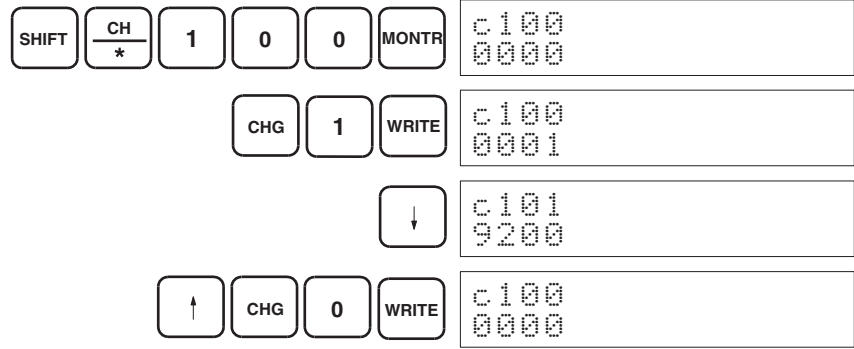 SHIFT CH * 1 0 0 MONTR c100
0000
CHG 1 WRITE c100
0001
↓ c101
9200
↑ CHG 0 WRITE c100
0000